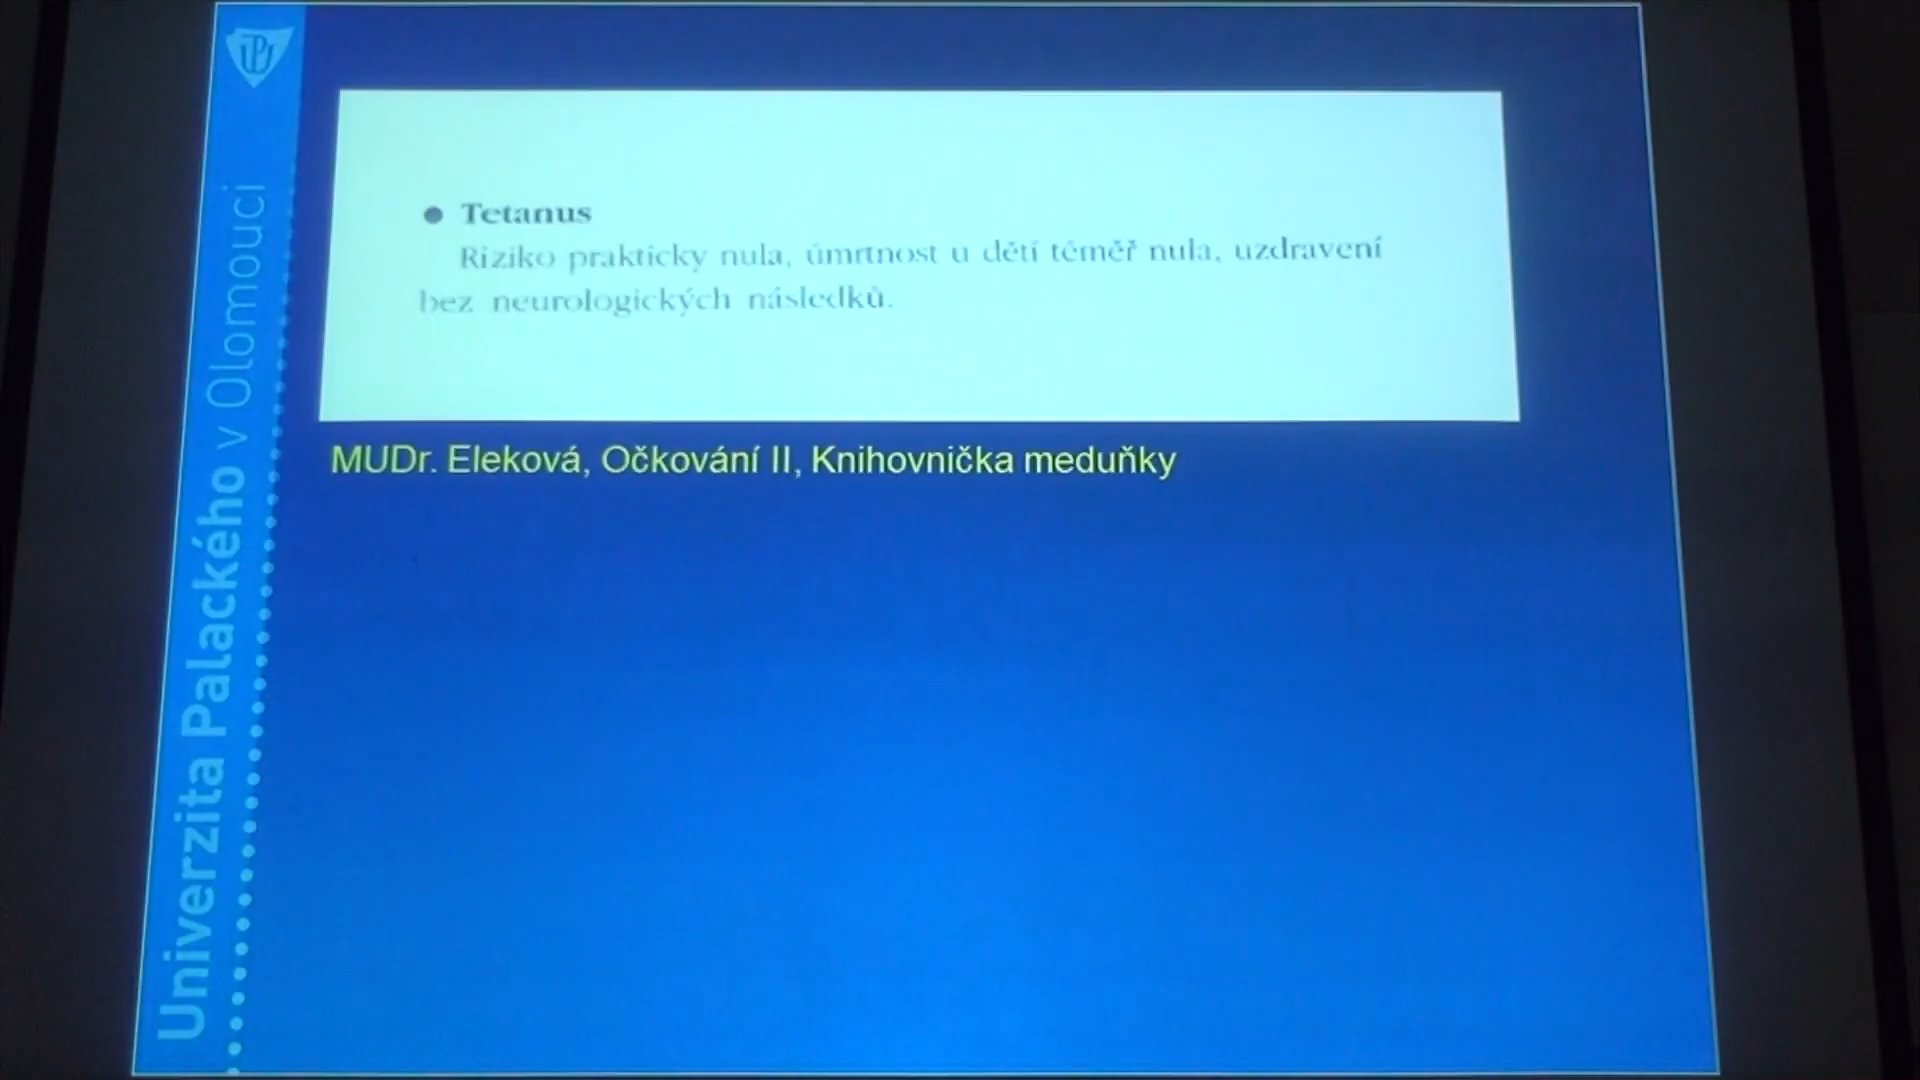 Univerzita Palackého v Olomouci
Tetanus
Riziko prakticky nula, úmrtnost u dětí téměř nula, uzdravení
bez neurologických následků.
MUDr. Eleková, Očkování II, Knihovnička meduňky